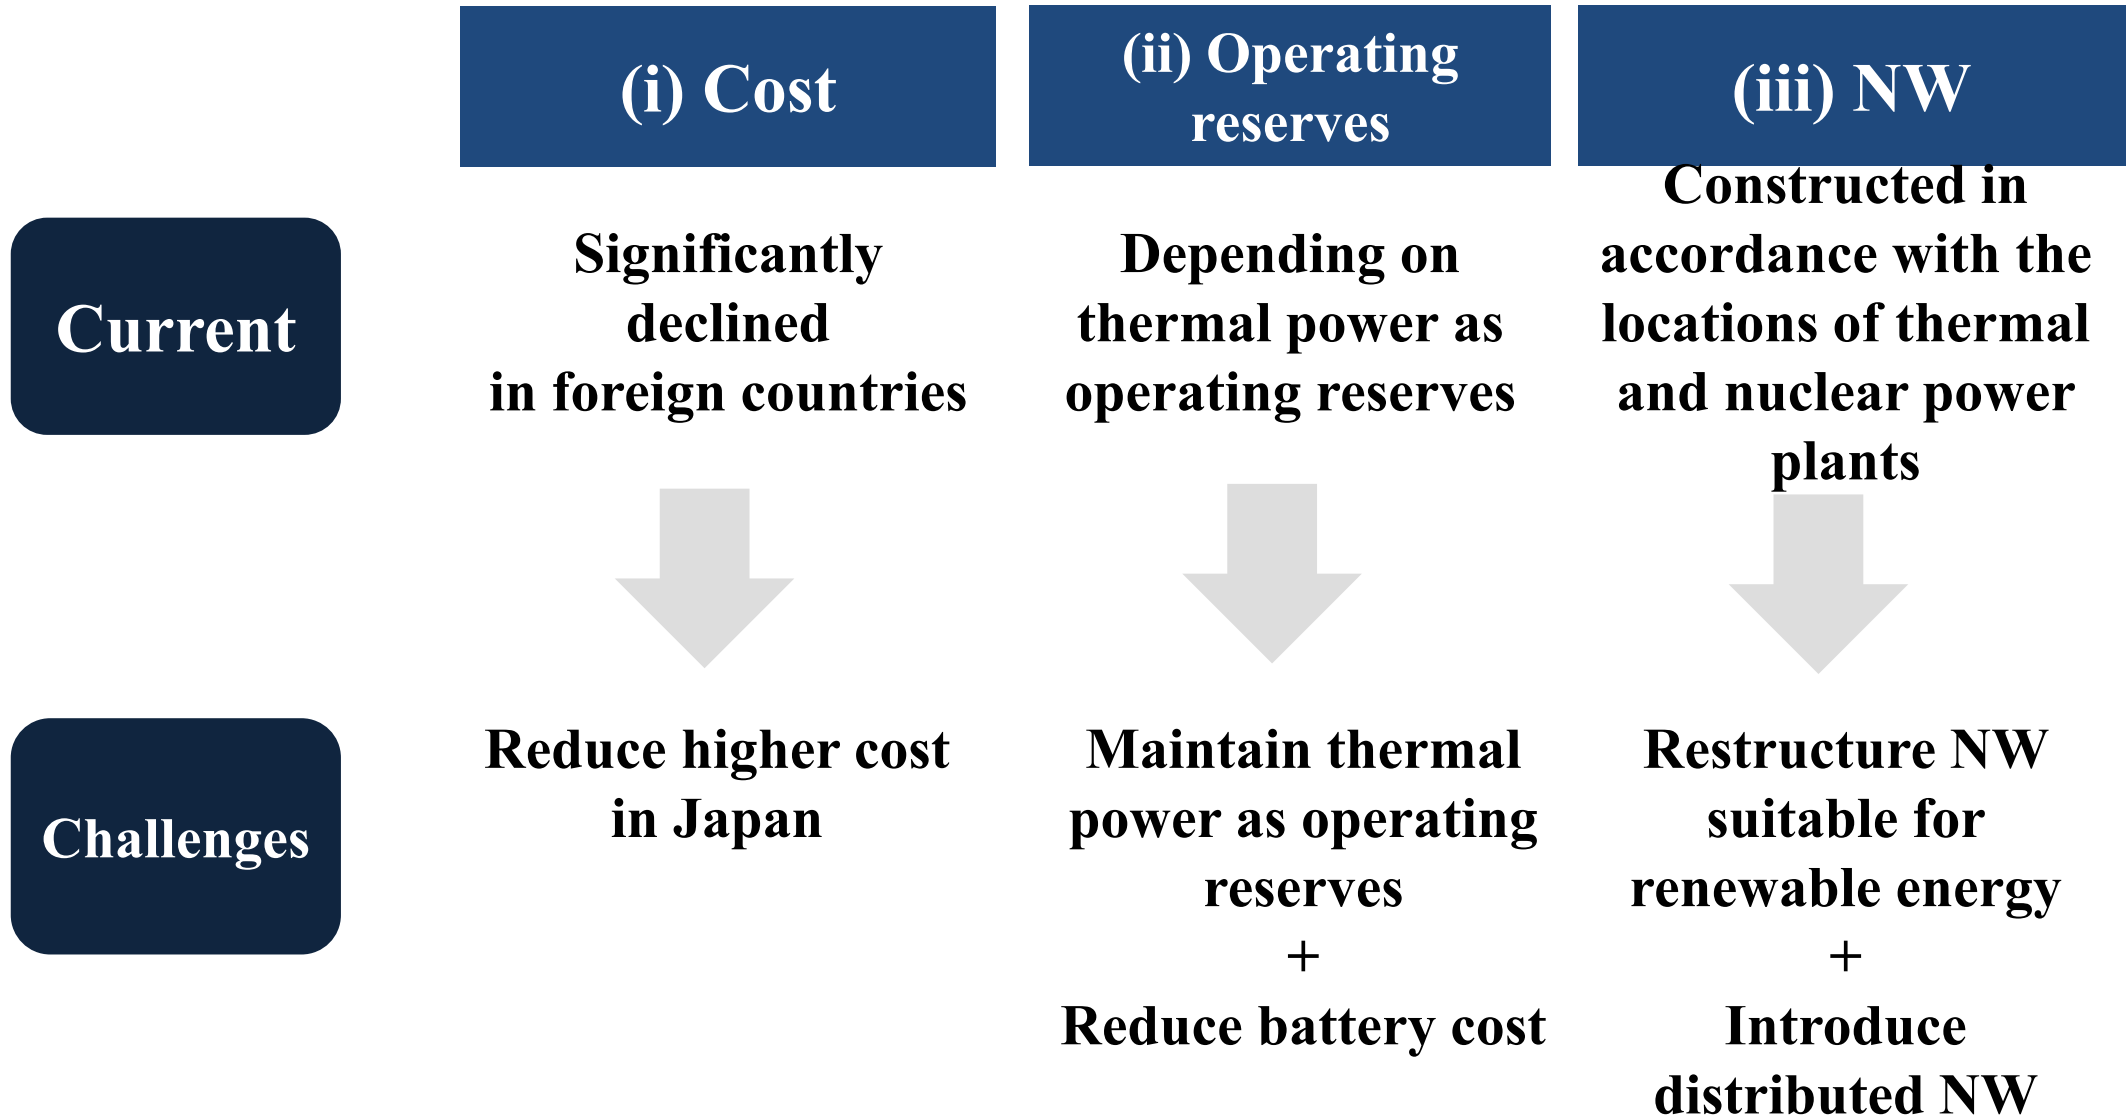 (i) Cost
(ii) Operating
reserves
(iii) NW
Current
Significantly
declined
in foreign countries
Depending on
thermal power as
operating reserves
Constructed in
accordance with the
locations of thermal
and nuclear power
plants
Challenges
Reduce higher cost
in Japan
Maintain thermal
power as operating
reserves
+
Reduce battery cost
Restructure NW
suitable for
renewable energy
+
Introduce
distributed NW